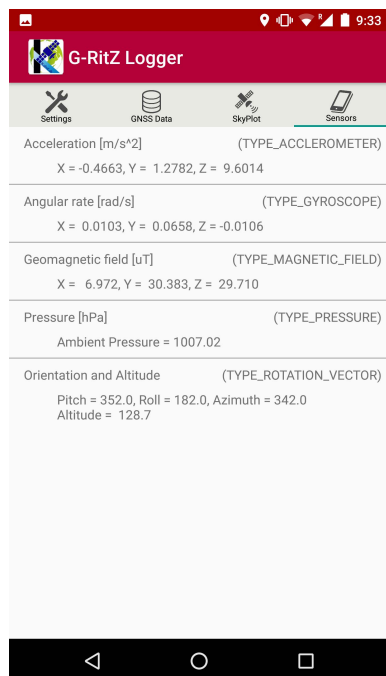 R 9:33
G-RitZ Logger
Settings GNSS Data SkyPlot Sensors
Acceleration [m/s^2] (TYPE_ACCLEROMETER)
X = -0.4663, Y = 1.2782, Z = 9.6014
Angular rate [rad/s] (TYPE_GYROSCOPE)
X = 0.0103, Y = 0.0658, Z = -0.0106
Geomagnetic field [uT] (TYPE_MAGNETIC_FIELD)
X = 6.972, Y = 30.383, Z = 29.710
Pressure [hPa] (TYPE_PRESSURE)
Ambient Pressure = 1007.02
Orientation and Altitude (TYPE_ROTATION_VECTOR)
Pitch = 352.0, Roll = 182.0, Azimuth = 342.0
Altitude = 128.7